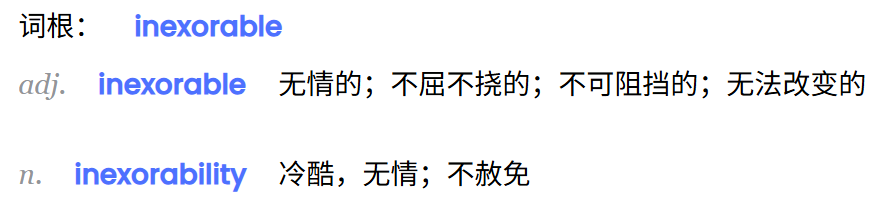 词根： inexorable
adj. inexorable 无情的；不屈不挠的；不可阻挡的；无法改变的
n. inexorability 冷酷，无情；不赦免